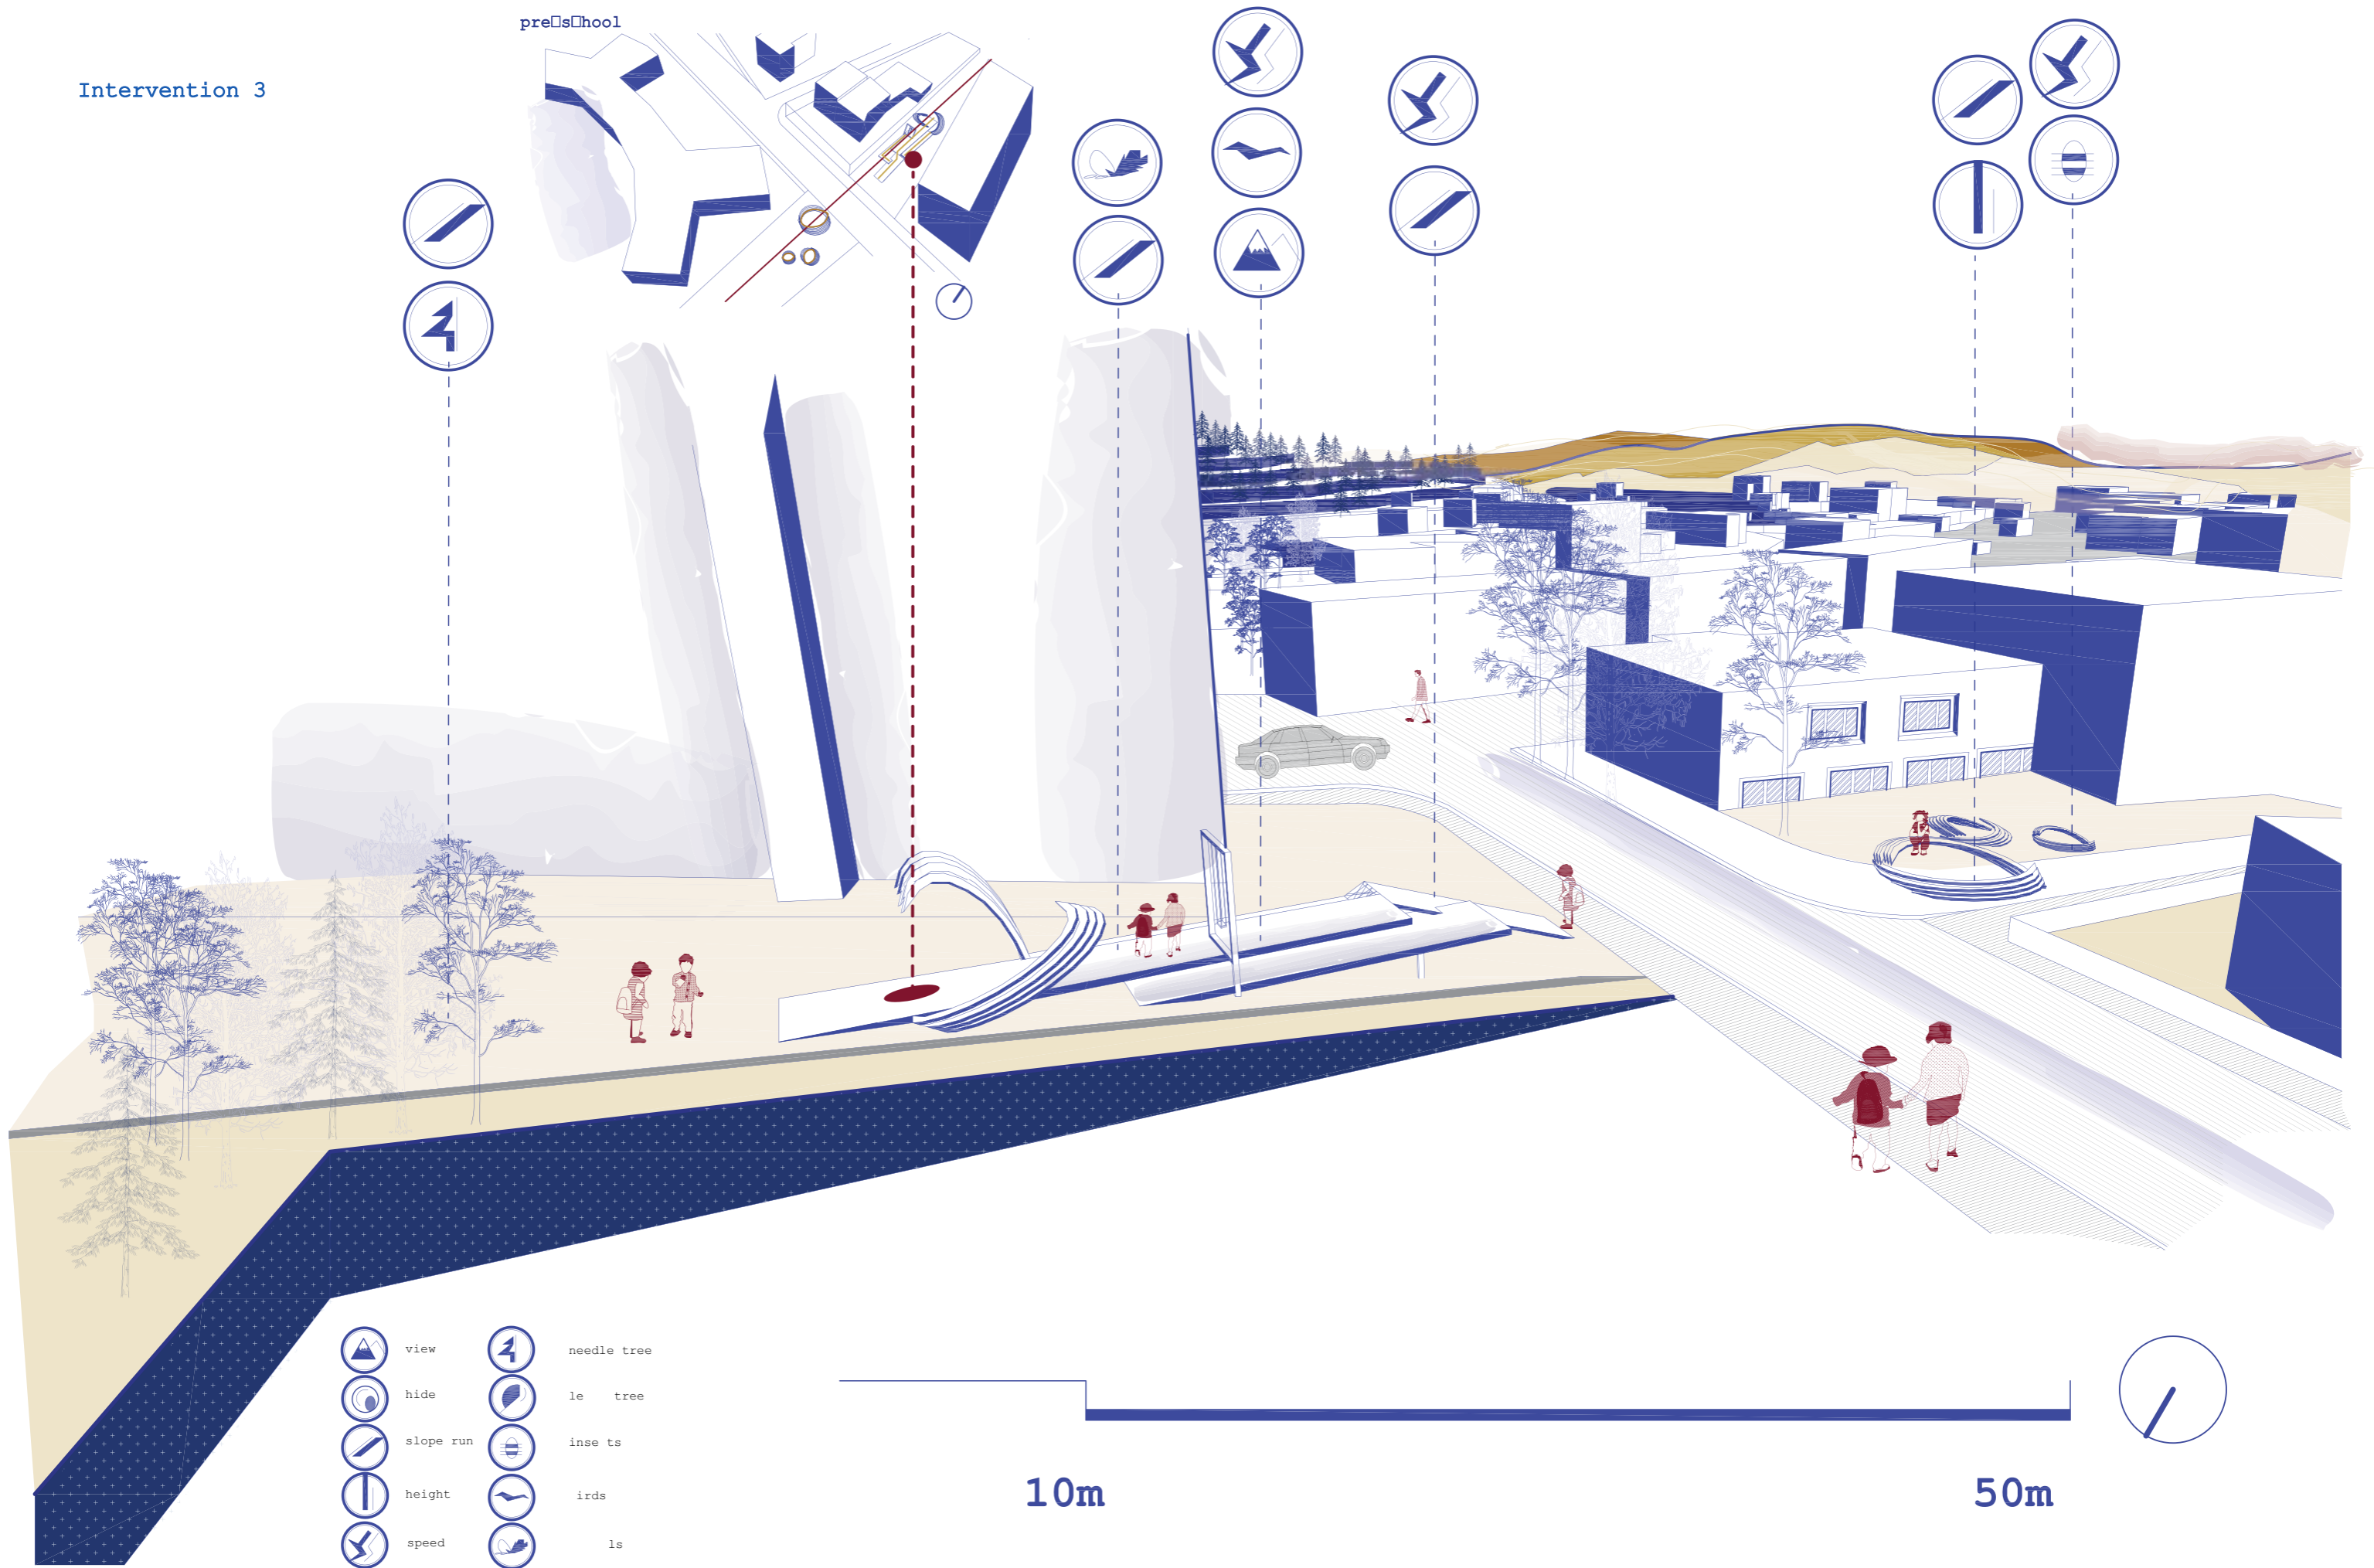 pre□s□hool
Intervention 3
view
needle tree
hide
le tree
slope run
inse ts
height
irds
speed
ls
10m
50m